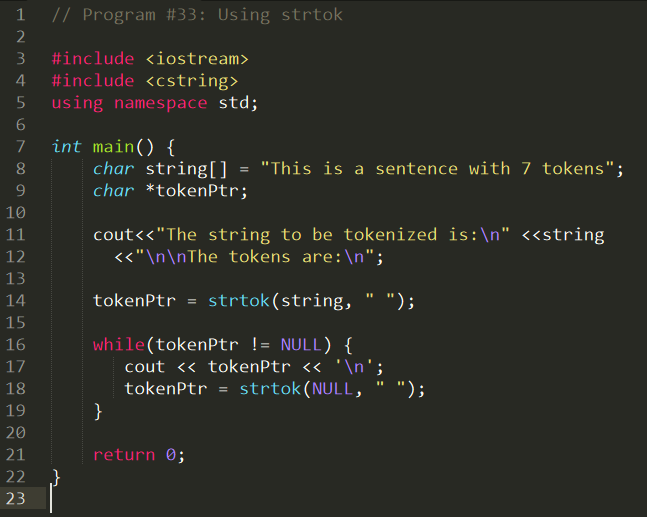 1 // Program #33: Using strtok
2
3 #include <iostream>
4 #include <cstring>
5 using namespace std;
6
7 int main() {
8 char string[] = "This is a sentence with 7 tokens";
9 char *tokenPtr;
10
11 cout<<"The string to be tokenized is:\n" <<string
12 <<"\n\nThe tokens are:\n";
13
14 tokenPtr = strtok(string, " ");
15
16 while(tokenPtr != NULL) {
17 cout << tokenPtr << '\n';
18 tokenPtr = strtok(NULL, " ");
19 }
20
21 return 0;
22 }
23